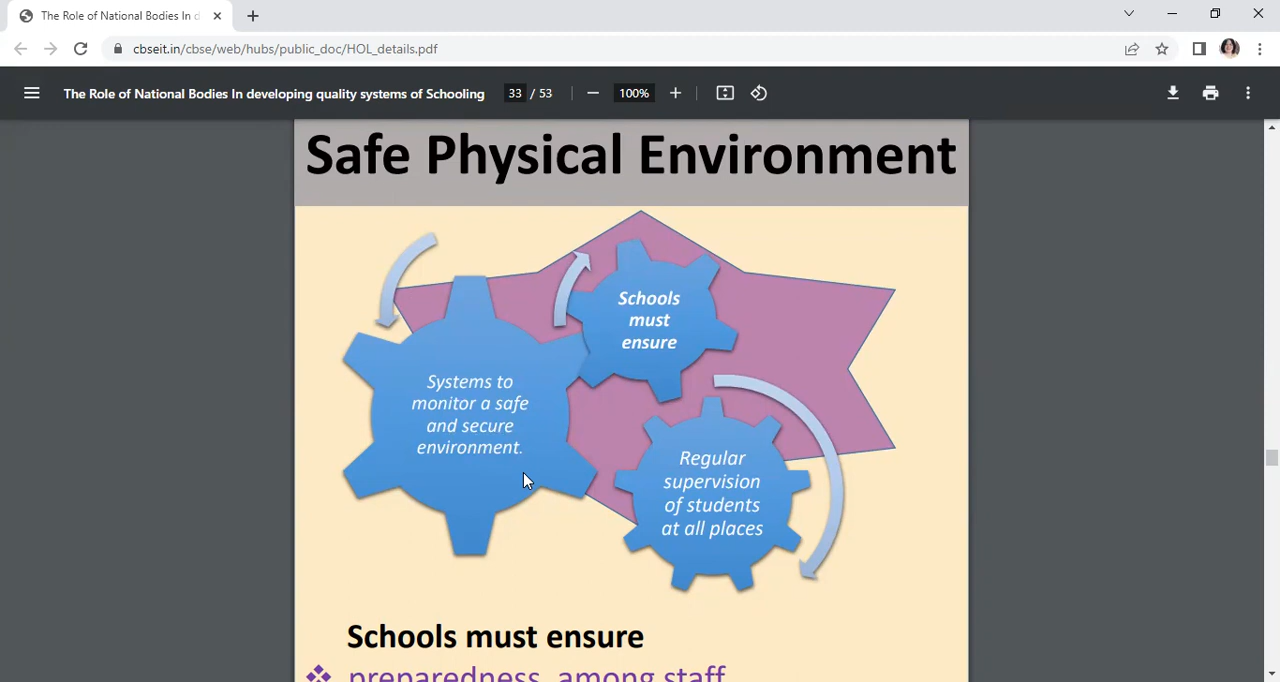 The Role of National Bodies In d
cbseit.in/cbse/web/hubs/public_doc/HOL_details.pdf
The Role of National Bodies In developing quality systems of Schooling
33 / 53
100%
Safe Physical Environment
Schools
must
ensure
Systems to
monitor a safe
and secure
environment.
Regular
supervision
of students
at all places
Schools must ensure
❖ preparedness, among staff